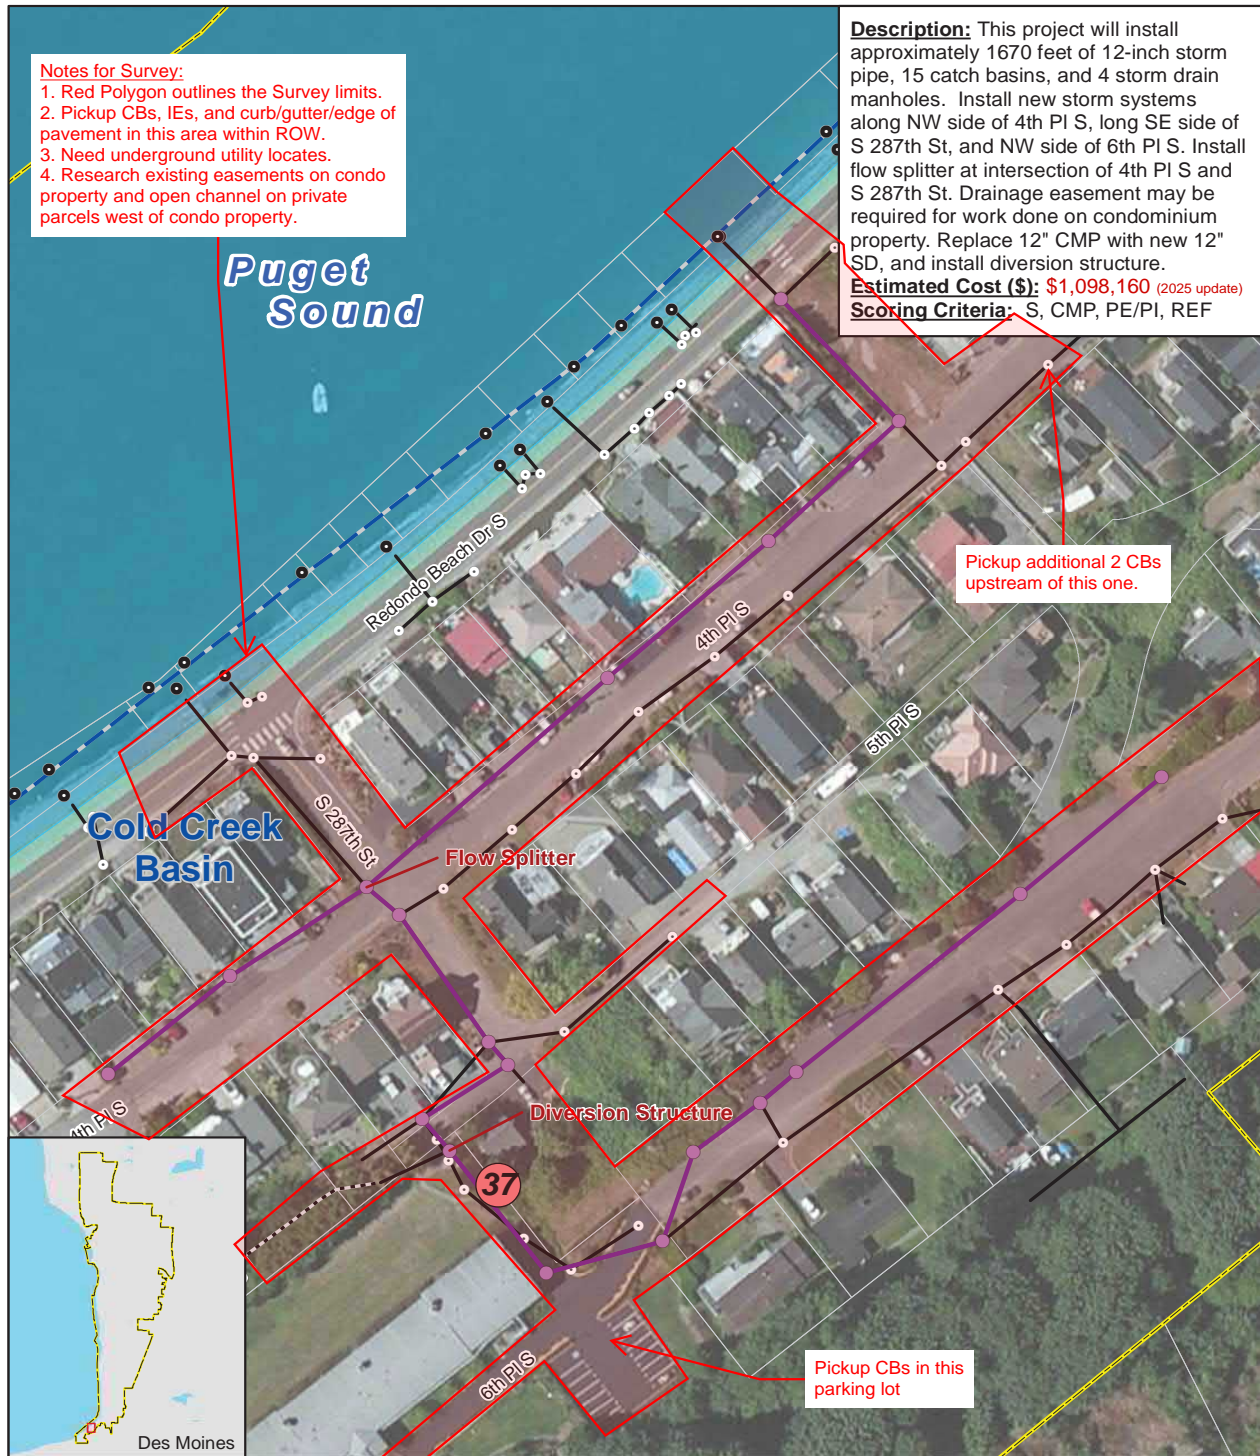 Notes for Survey:
1. Red Polygon outlines the Survey limits.
2. Pickup CBs, IEs, and curb/gutter/edge of
pavement in this area within ROW.
3. Need underground utility locates.
4. Research existing easements on condo
property and open channel on private
parcels west of condo property.
Description: This project will install
approximately 1670 feet of 12-inch storm
pipe, 15 catch basins, and 4 storm drain
manholes. Install new storm systems
along NW side of 4th Pl S, long SE side of
S 287th St, and NW side of 6th Pl S. Install
flow splitter at intersection of 4th Pl S and
S 287th St. Drainage easement may be
required for work done on condominium
property. Replace 12" CMP with new 12"
SD, and install diversion structure.
Estimated Cost ($): $1,098,160 (2025 update)
Scoring Criteria: S, CMP, PE/PI, REF
Puget
Sound
Redondo Beach Dr S
Pickup additional 2 CBs
upstream of this one.
4th Pl S
5th Pl S
S 287th St
Cold Creek
Basin
Flow Splitter
4th Pl S
Diversion Structure
37
6th Pl S
Pickup CBs in this
parking lot
Des Moines